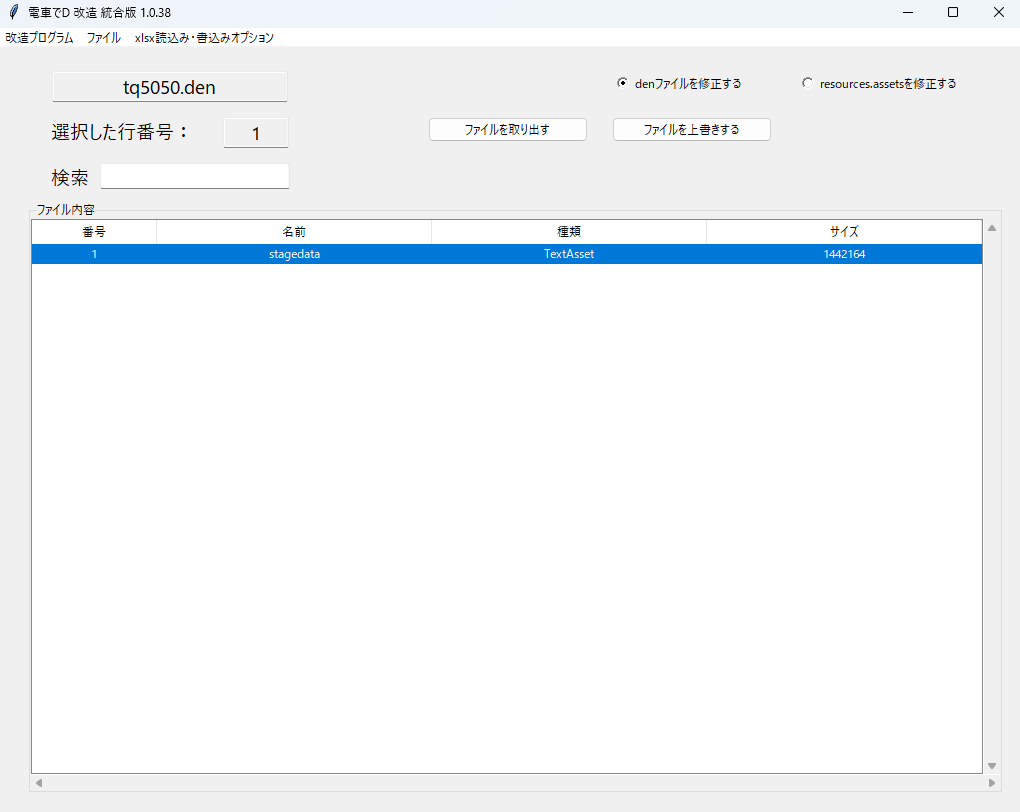 電車でD 改造 統合版 1.0.38
改造プログラム ファイル xlsx読込み・書込みオプション
tq5050.den
denファイルを修正する
resources.assetsを修正する
選択した行番号： 1
ファイルを取り出す
ファイルを上書きする
検索
ファイル内容
番号 名前 種類 サイズ
1 stagedata TextAsset 1442164